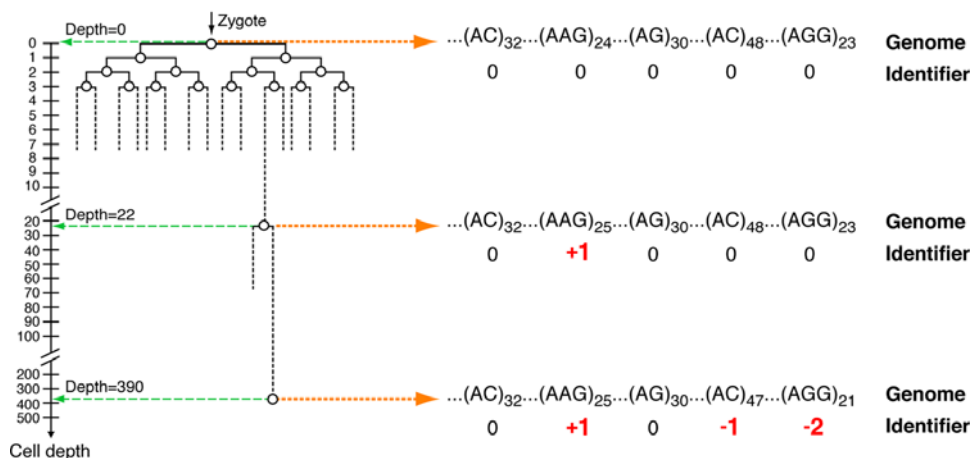 Depth=0
Zygote
...(AC)32...(AAG)24...(AG)30...(AC)48...(AGG)23
Genome
0 0 0 0 0
Identifier
0
1
2
3
4
5
6
7
8
9
10
Depth=22
...(AC)32...(AAG)25...(AG)30...(AC)48...(AGG)23
Genome
0 +1 0 0 0
Identifier
20
30
40
50
60
70
80
90
100
Depth=390
...(AC)32...(AAG)25...(AG)30...(AC)47...(AGG)21
Genome
0 +1 0 -1 -2
Identifier
200
300
400
500
Cell depth